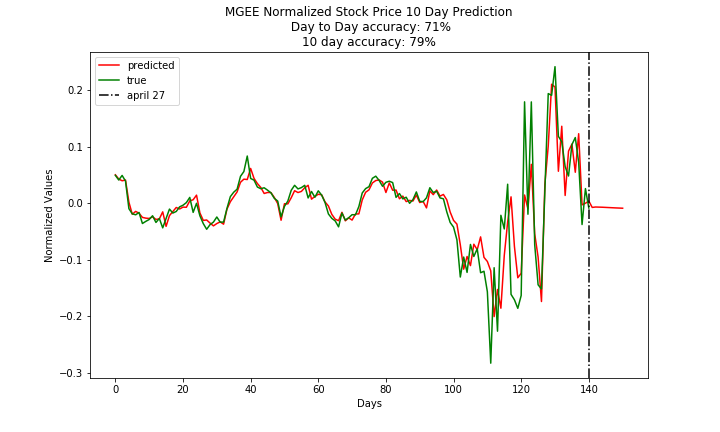 MGEE Normalized Stock Price 10 Day Prediction
Day to Day accuracy: 71%
10 day accuracy: 79%
predicted
true
april 27
Normalized Values
0.2
0.1
0.0
−0.1
−0.2
−0.3
0 20 40 60 80 100 120 140
Days